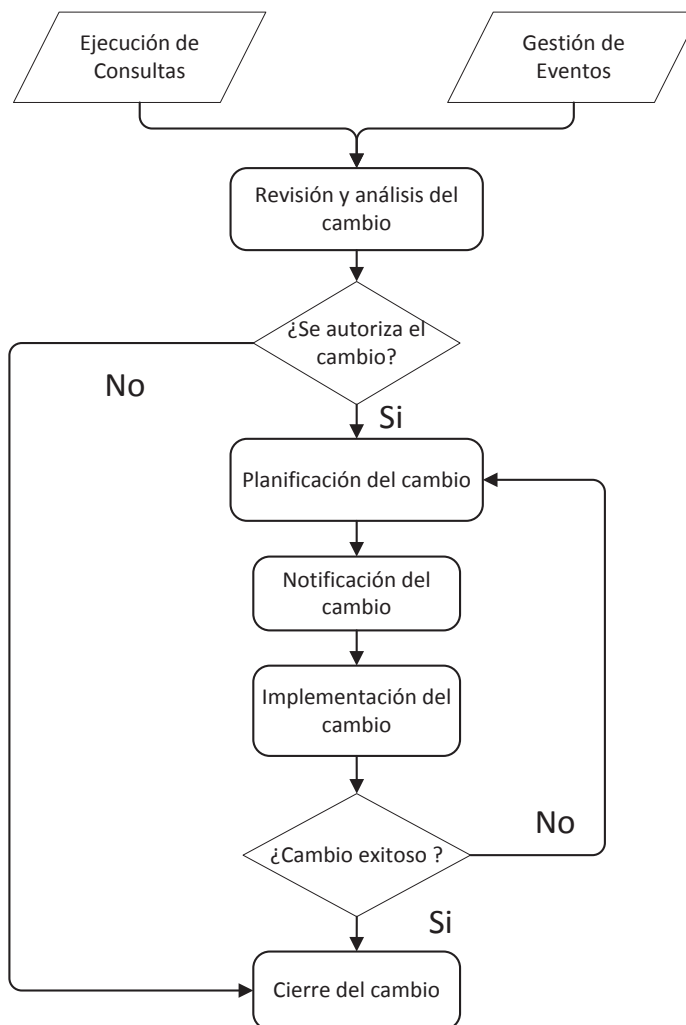 Ejecución de
Consultas
Gestión de
Eventos
Revisión y análisis del
cambio
¿Se autoriza el
cambio?
No
Si
Planificación del cambio
Notificación del
cambio
Implementación del
cambio
¿Cambio exitoso ?
No
Si
Cierre del cambio